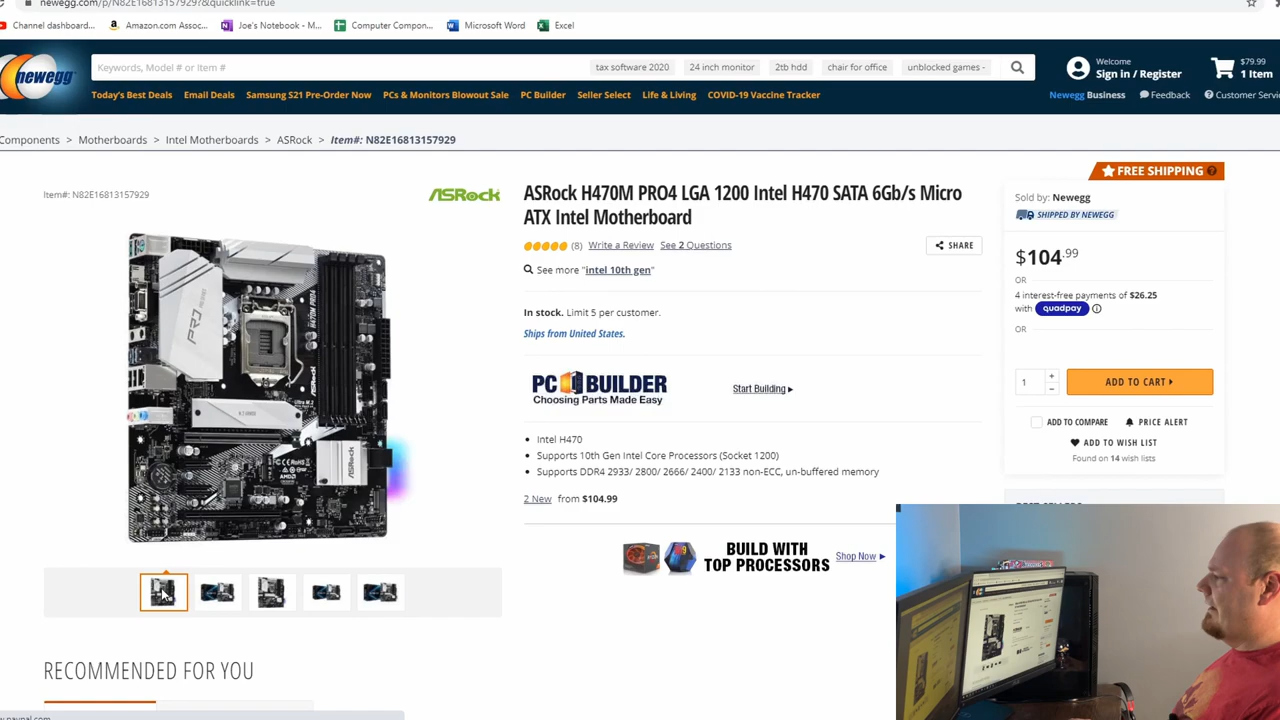 newegg.com/p/N82E16813157929?&quicklink=true
Channel dashboard... Amazon.com Assoc... Joe's Notebook - M... Computer Compon... Microsoft Word Excel
newegg
Keywords, Model # or Item #
tax software 2020 24 inch monitor 2tb hdd chair for office unblocked games -
Welcome
Sign in / Register
$79.99
1 Item
Today's Best Deals Email Deals Samsung S21 Pre-Order Now PCs & Monitors Blowout Sale PC Builder Seller Select Life & Living COVID-19 Vaccine Tracker
Newegg Business Feedback Customer Servi
Components > Motherboards > Intel Motherboards > ASRock > Item#: N82E16813157929
FREE SHIPPING
Item#: N82E16813157929
ASRock
ASRock H470M PRO4 LGA 1200 Intel H470 SATA 6Gb/s Micro
ATX Intel Motherboard
(8) Write a Review See 2 Questions
SHARE
See more "intel 10th gen"
In stock. Limit 5 per customer.
Ships from United States.
PC BUILDER
Choosing Parts Made Easy
Start Building
Intel H470
Supports 10th Gen Intel Core Processors (Socket 1200)
Supports DDR4 2933/ 2800/ 2666/ 2400/ 2133 non-ECC, un-buffered memory
2 New from $104.99
BUILD WITH
TOP PROCESSORS
Shop Now
Sold by: Newegg
SHIPPED BY NEWEGG
$104.99
OR
4 interest-free payments of $26.25
with quadpay
OR
1 ADD TO CART
ADD TO COMPARE PRICE ALERT
ADD TO WISH LIST
Found on 14 wish lists
RECOMMENDED FOR YOU